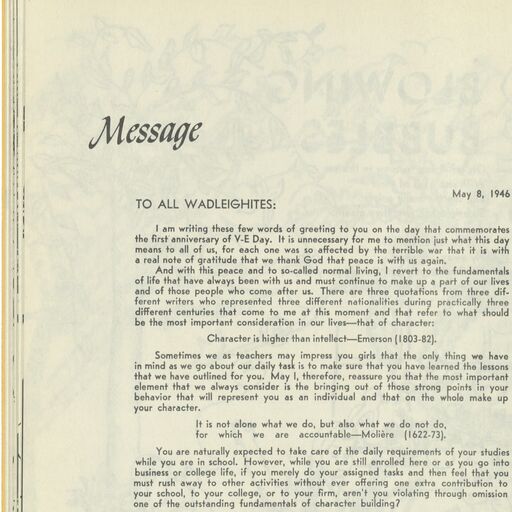 Message
May 8, 1946
TO ALL WADLEIGHITES:
I am writing these few words of greeting to you on the day that commemorates
the first anniversary of V-E Day. It is unnecessary for me to mention just what this day
means to all of us, for each one was so affected by the terrible war that it is with
a real note of gratitude that we thank God that peace is with us again.
And with this peace and to so-called normal living, I revert to the fundamentals
of life that have always been with us and must continue to make up a part of our lives
and of those people who come after us. There are three quotations from three dif-
ferent writers who represented three different nationalities during practically three
different centuries that come to me at this moment and that refer to what should
be the most important consideration in our lives—that of character:
Character is higher than intellect—Emerson (1803-82).
Sometimes we as teachers may impress you girls that the only thing we have
in mind as we go about our daily task is to make sure that you have learned the lessons
that we have outlined for you. May I, therefore, reassure you that the most important
element that we always consider is the bringing out of those strong points in your
behavior that will represent you as an individual and that on the whole make up
your character.
It is not alone what we do, but also what we do not do,
for which we are accountable—Molière (1622-73).
You are naturally expected to take care of the daily requirements of your studies
while you are in school. However, while you are still enrolled here or as you go into
business or college life, if you merely do your assigned tasks and then feel that you
must rush away to other activities without ever offering one extra contribution to
your school, to your college, or to your firm, aren't you violating through omission
one of the outstanding fundamentals of character building?